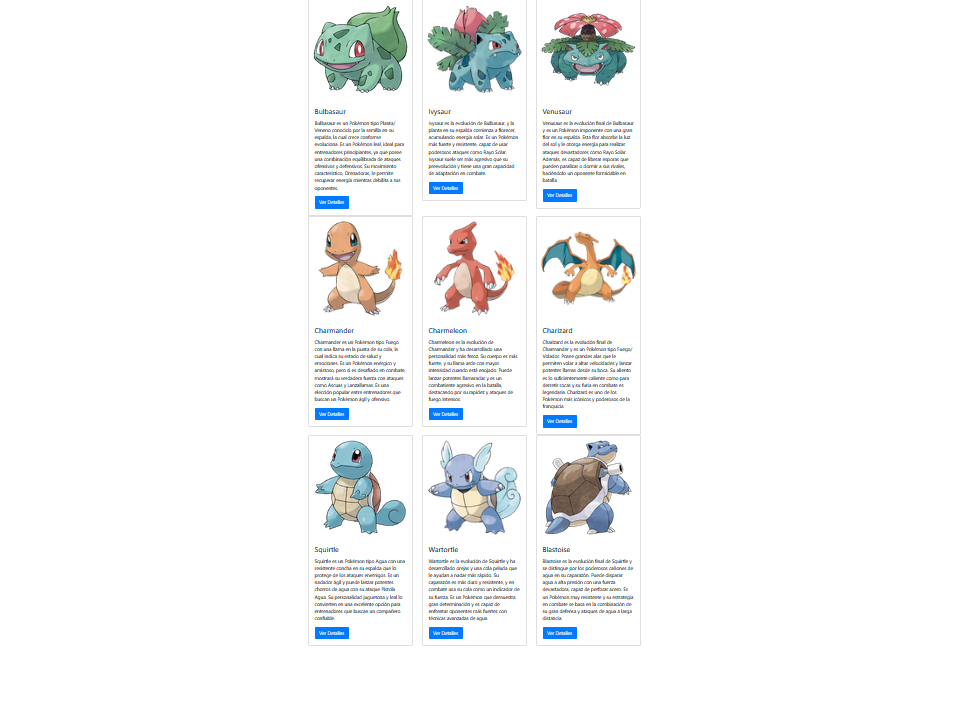 Bulbasaur
Bulbasaur es un Pokémon tipo Planta/
Veneno conocido por la semilla en su
espalda, la cual crece conforme
evoluciona. Es un Pokémon leal, ideal para
entrenadores principiantes, ya que posee
una combinación equilibrada de ataques
ofensivos y defensivos. Su movimiento
característico, Drenadoras, le permite
recuperar energía mientras debilita a sus
oponentes.
Ver Detalles
Ivysaur
Ivysaur es la evolución de Bulbasaur, y la
planta en su espalda comienza a florecer,
acumulando energía solar. Es un Pokémon
más fuerte y resistente, capaz de usar
poderosos ataques como Rayo Solar.
Ivysaur suele ser más agresivo que su
preevolución y tiene una gran capacidad
de adaptación en combate.
Ver Detalles
Venusaur
Venusaur es la evolución final de Bulbasaur
y es un Pokémon imponente con una gran
flor en su espalda. Esta flor absorbe la luz
del sol y le otorga energía para realizar
ataques devastadores como Rayo Solar.
Además, es capaz de liberar esporas que
pueden paralizar o dormir a sus rivales,
haciéndolo un oponente formidable en
batalla.
Ver Detalles
Charmander
Charmander es un Pokémon tipo Fuego
con una llama en la punta de su cola, la
cual indica su estado de salud y
emociones. Es un Pokémon enérgico y
amistoso, pero si es desafiado en combate,
mostrará su verdadera fuerza con ataques
como Ascuas y Lanzallamas. Es una
elección popular entre entrenadores que
buscan un Pokémon ágil y ofensivo.
Ver Detalles
Charmeleon
Charmeleon es la evolución de
Charmander y ha desarrollado una
personalidad más feroz. Su cuerpo es más
fuerte, y su llama arde con mayor
intensidad cuando está enojado. Puede
lanzar potentes llamaradas y es un
combatiente agresivo en la batalla,
destacando por su rapidez y ataques de
fuego intensos.
Ver Detalles
Charizard
Charizard es la evolución final de
Charmander y es un Pokémon tipo Fuego/
Volador. Posee grandes alas que le
permiten volar a altas velocidades y lanzar
potentes llamas desde su boca. Su aliento
es lo suficientemente caliente como para
derretir rocas y su furia en combate es
legendaria. Charizard es uno de los
Pokémon más icónicos y poderosos de la
franquicia.
Ver Detalles
Squirtle
Squirtle es un Pokémon tipo Agua con una
resistente concha en su espalda que lo
protege de los ataques enemigos. Es un
nadador ágil y puede lanzar potentes
chorros de agua con su ataque Pistola
Agua. Su personalidad juguetona y leal lo
convierten en una excelente opción para
entrenadores que buscan un compañero
confiable.
Ver Detalles
Wartortle
Wartortle es la evolución de Squirtle y ha
desarrollado orejas y una cola peluda que
le ayudan a nadar más rápido. Su
caparazón es más duro y resistente, y en
combate usa su cola como un indicador de
su fuerza. Es un Pokémon que demuestra
gran determinación y es capaz de
enfrentar oponentes más fuertes con
técnicas avanzadas de agua.
Ver Detalles
Blastoise
Blastoise es la evolución final de Squirtle y
se distingue por los poderosos cañones de
agua en su caparazón. Puede disparar
agua a alta presión con una fuerza
devastadora, capaz de perforar acero. Es
un Pokémon muy resistente y su estrategia
en combate se basa en la combinación de
su gran defensa y ataques de agua a larga
distancia.
Ver Detalles